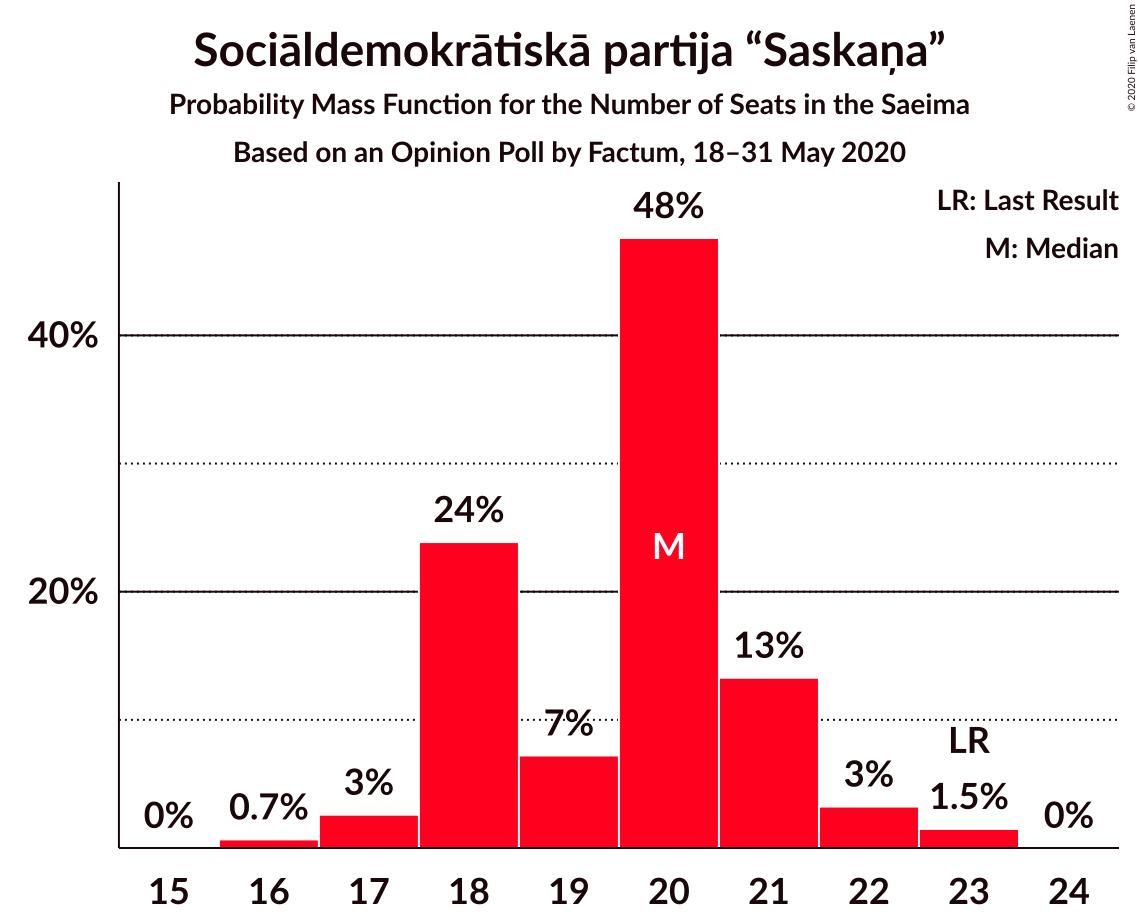 Sociāldemokrātiskā partija “Saskaņa”
Probability Mass Function for the Number of Seats in the Saeima
Based on an Opinion Poll by Factum, 18–31 May 2020
© 2020 Filip van Laenen
LR: Last Result
M: Median
40%
20%
0%
0.7%
3%
24%
7%
48%
M
13%
3%
LR
1.5%
0%
15 16 17 18 19 20 21 22 23 24